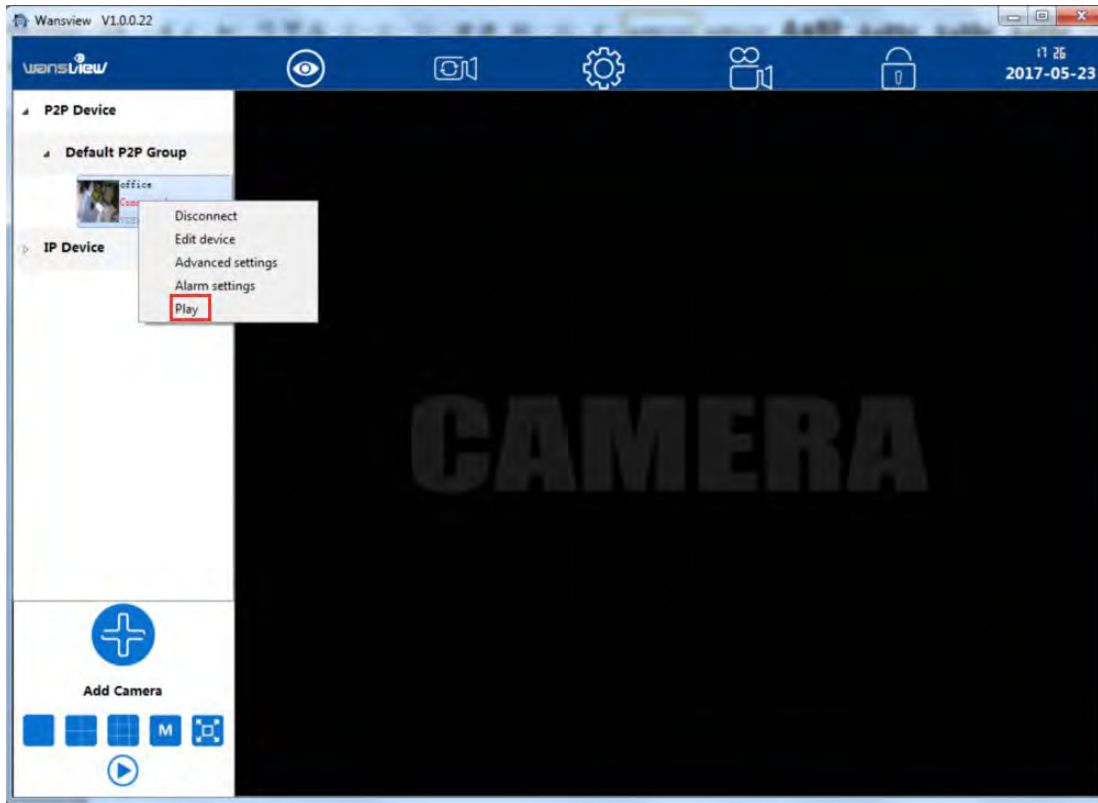 Wansview V1.0.0.22
wansview
17 26
2017-05-23
P2P Device
Default P2P Group
office
IP Device
Disconnect
Edit device
Advanced settings
Alarm settings
Play
CAMERA
Add Camera
M